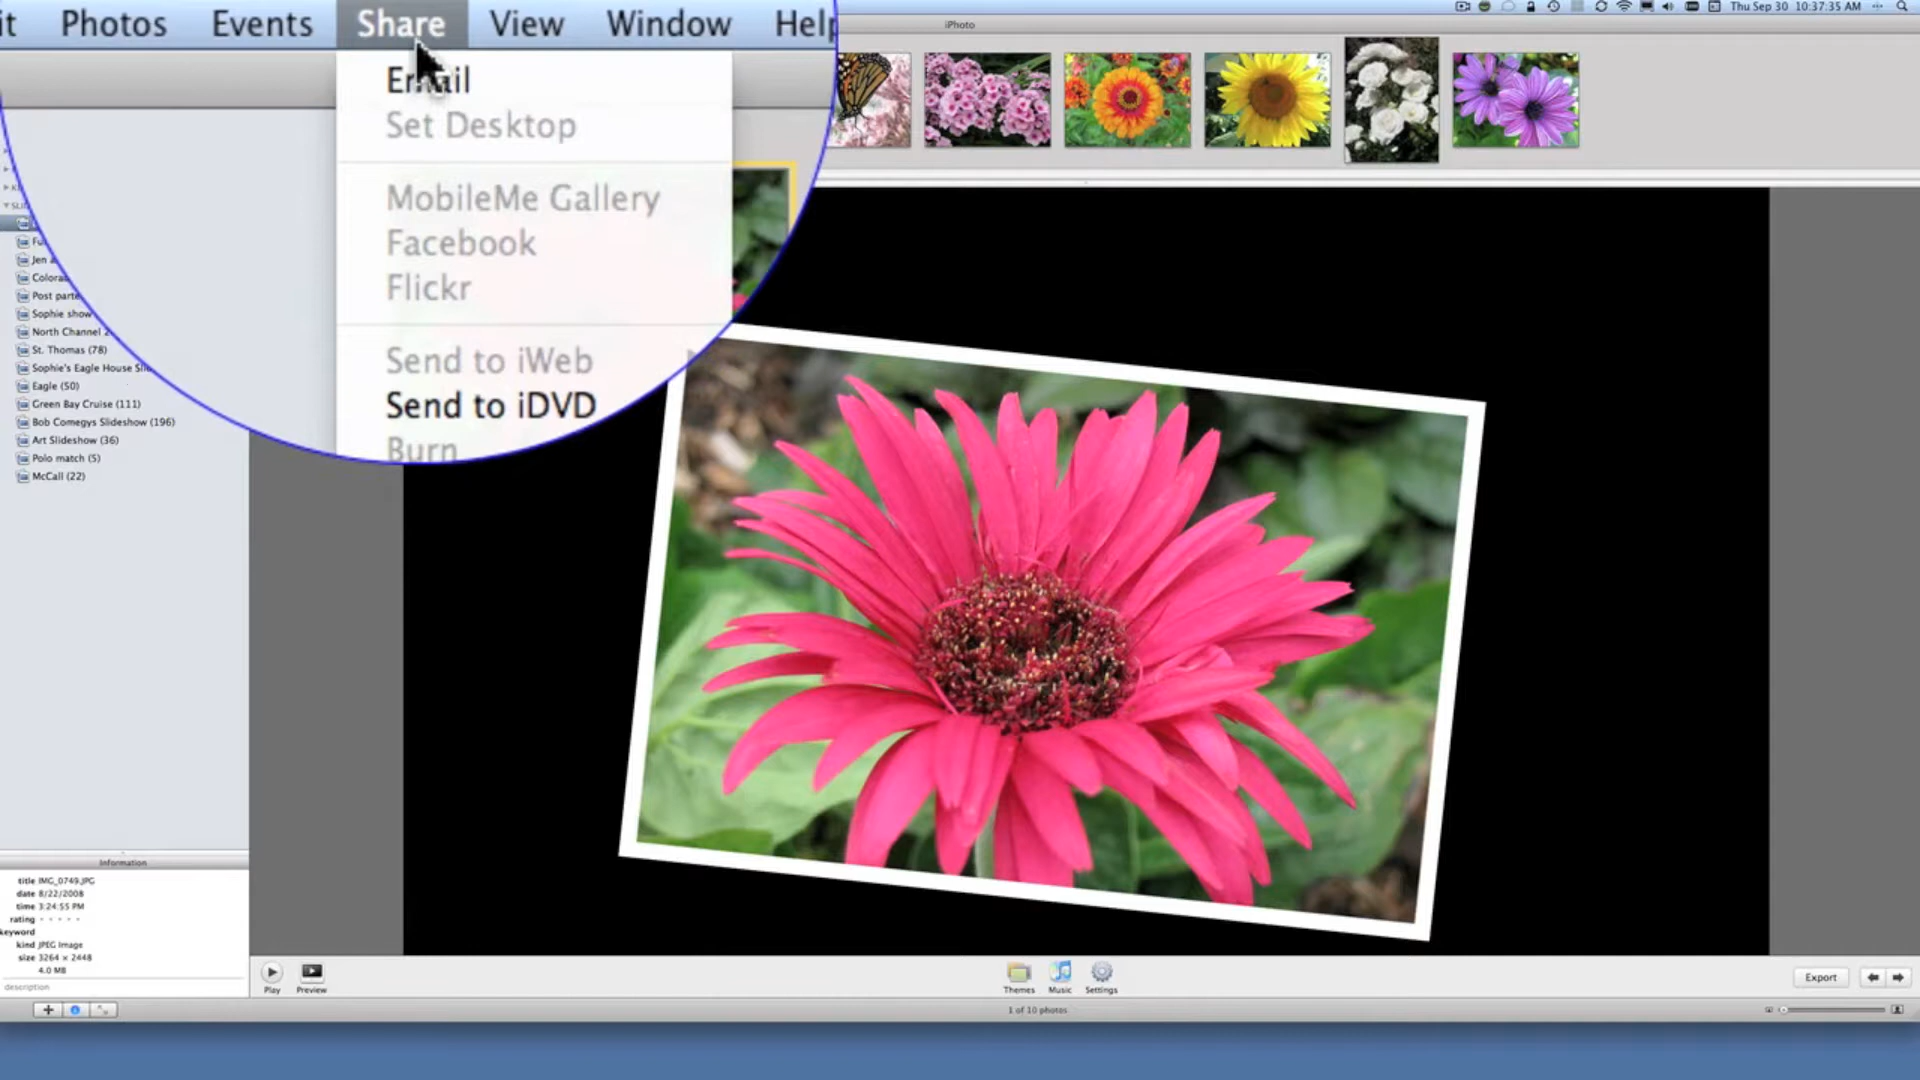 it Photos Events Share View Window Help
Thu Sep 30 10:37:35 AM
iPhoto
Email
Set Desktop
MobileMe Gallery
Facebook
Flickr
Send to iWeb
Send to iDVD
Burn
Jen a
Colora
Post parte
Sophie show
North Channel 2
St. Thomas (78)
Sophie's Eagle House Sli
Eagle (50)
Green Bay Cruise (111)
Bob Comegys Slideshow (196)
Art Slideshow (36)
Polo match (5)
McCall (22)
Information
title IMG_0749.JPG
date 8/22/2008
time 3:24:55 PM
rating
keyword
kind JPEG Image
size 3264 × 2448
4.0 MB
description
Play Preview Themes Music Settings Export
1 of 10 photos